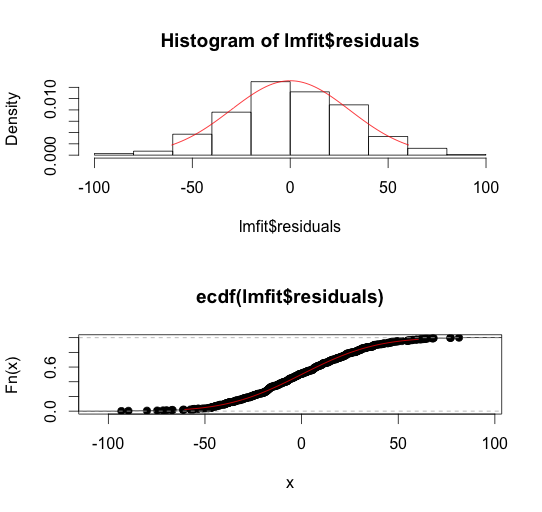 Histogram of lmfit$residuals
Density
0.000 0.010
-100 -50 0 50 100
lmfit$residuals
ecdf(lmfit$residuals)
Fn(x)
0.0 0.6
-100 -50 0 50 100
x